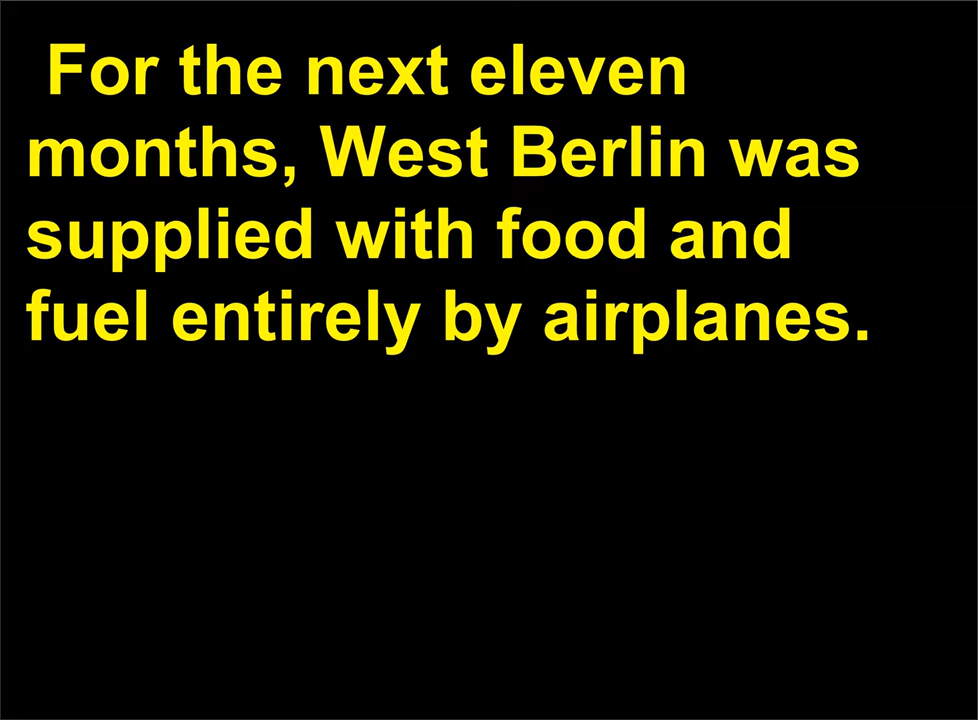 For the next eleven
months, West Berlin was
supplied with food and
fuel entirely by airplanes.